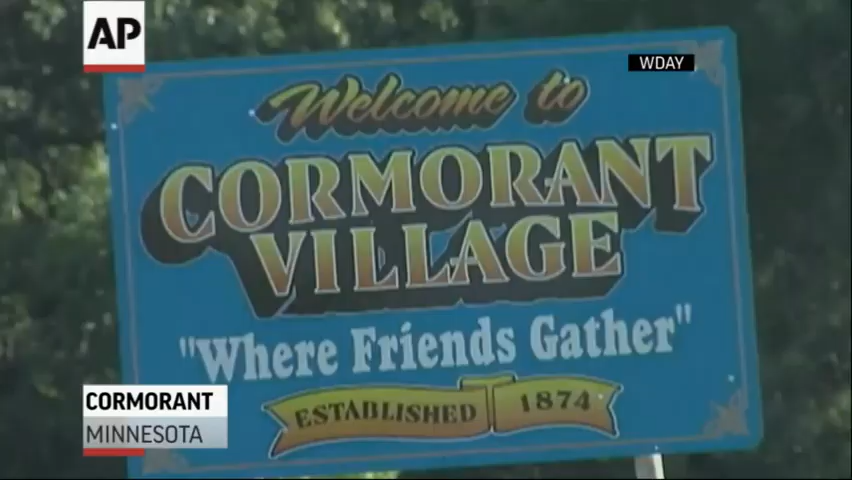 AP
WDAY
Welcome to
CORMORANT
VILLAGE
"Where Friends Gather"
ESTABLISHED 1874
CORMORANT
MINNESOTA